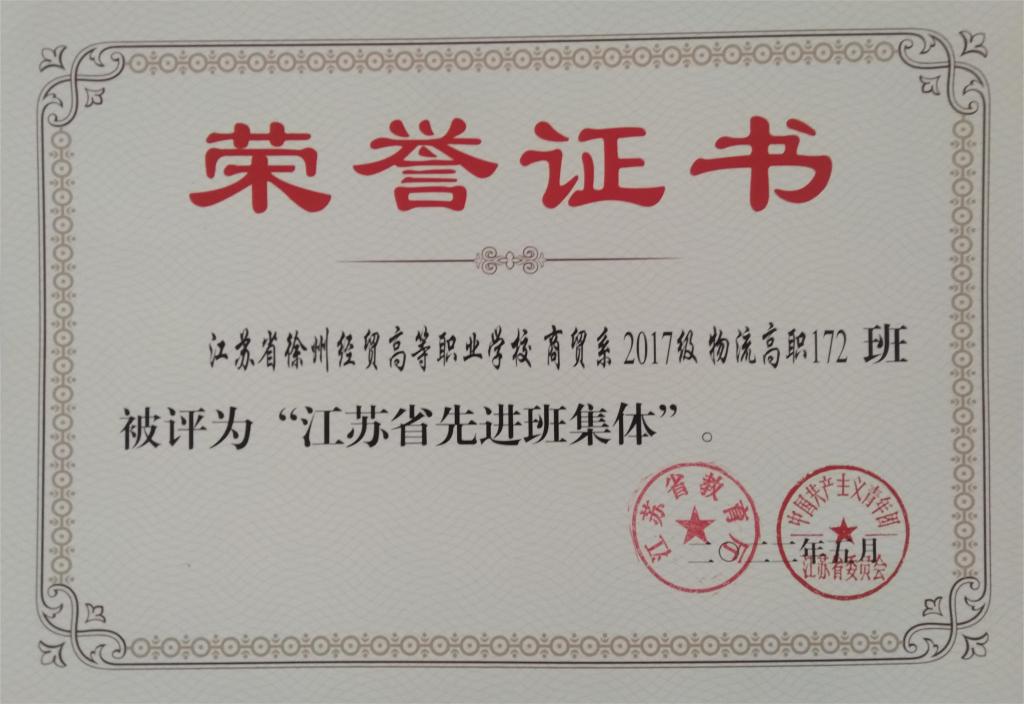 荣誉证书
江苏省徐州经贸高等职业学校 商贸系 2017级 物流高职172 班
被评为“江苏省先进班集体”。
江苏省教育厅
中国共产主义青年团
江苏省委员会
二〇二二年五月